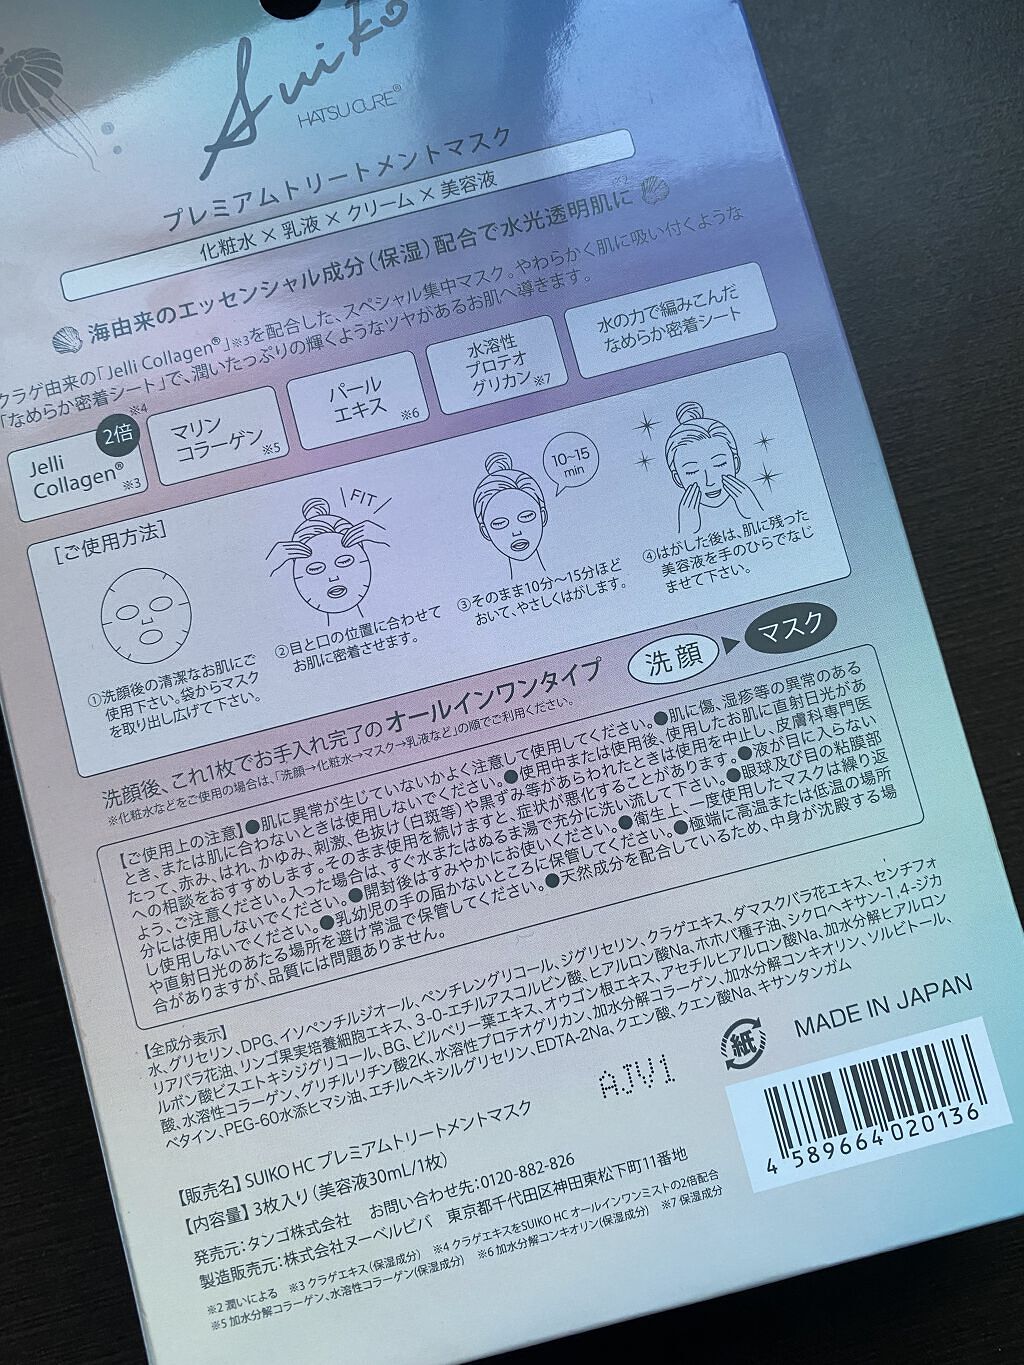 Suiko
HATSU CURE®
プレミアムトリートメントマスク
化粧水 × 乳液 × クリーム × 美容液
海由来のエッセンシャル成分(保湿)配合で水光透明肌に※2
クラゲ由来の「Jelli Collagen®」※3を配合した、スペシャル集中マスク。やわらかく肌に吸い付くような
「なめらか密着シート」で、潤いたっぷりの輝くようなツヤがあるお肌へ導きます。
Jelli
Collagen®※3
2倍
※4
マリン
コラーゲン※5
パール
エキス※6
水溶性
プロテオ
グリカン※7
水の力で編みこんだ
なめらか密着シート
[ご使用方法]
FIT
10~15
min
①洗顔後の清潔なお肌にご
使用下さい。袋からマスク
を取り出し広げて下さい。
②目と口の位置に合わせて
お肌に密着させます。
③そのまま10分〜15分ほど
おいて、やさしくはがします。
④はがした後は、肌に残った
美容液を手のひらでなじ
ませて下さい。
洗顔後、これ1枚でお手入れ完了のオールインワンタイプ
洗顔▶マスク
※化粧水などをご使用の場合は、「洗顔→化粧水→マスク→乳液など」の順でご利用ください。
【ご使用上の注意】●肌に異常が生じていないかよく注意して使用してください。●肌に傷、湿疹等の異常のある
とき、または肌に合わないときは使用しないでください。●使用中または使用後、使用したお肌に直射日光があ
たって、赤み、はれ、かゆみ、刺激、色抜け(白斑等)や黒ずみ等があらわれたときは使用を中止し、皮膚科専門医
への相談をおすすめします。そのまま使用を続けますと、症状が悪化することがあります。●液が目に入らない
よう、ご注意ください。入った場合は、すぐ水またはぬるま湯で充分に洗い流して下さい。●眼球及び目の粘膜部
分には使用しないでください。●開封後はすみやかにお使いください。●衛生上、一度使用したマスクは繰り返
し使用しないでください。●乳幼児の手の届かないところに保管してください。●極端に高温または低温の場所
や直射日光のあたる場所を避け常温で保管してください。●天然成分を配合しているため、中身が沈殿する場
合がありますが、品質には問題ありません。
【全成分表示】
水、グリセリン、DPG、イソペンチルジオール、ペンチレングリコール、ジグリセリン、クラゲエキス、ダマスクバラ花エキス、センチフォ
リアバラ花油、リンゴ果実培養細胞エキス、3-O-エチルアスコルビン酸、ヒアルロン酸Na、ホホバ種子油、シクロヘキサン-1,4-ジカ
ルボン酸ビスエトキシジグリコール、BG、ビルベリー葉エキス、オウゴン根エキス、アセチルヒアルロン酸Na、加水分解ヒアルロン
酸、水溶性コラーゲン、グリチルリチン酸2K、水溶性プロテオグリカン、加水分解コラーゲン、加水分解コンキオリン、ソルビトール、
ベタイン、PEG-60水添ヒマシ油、エチルヘキシルグリセリン、EDTA-2Na、クエン酸、クエン酸Na、キサンタンガム
AJV1
紙
MADE IN JAPAN
4 589664 020136
【販売名】SUIKO HC プレミアムトリートメントマスク
【内容量】3枚入り(美容液30mL/1枚)
発売元:タンゴ株式会社 お問い合わせ先:0120-882-826
製造販売元:株式会社ヌーベルビバ 東京都千代田区神田東松下町11番地
※2 潤いによる ※3 クラゲエキス(保湿成分) ※4 クラゲエキスをSUIKO HC オールインワンミストの2倍配合
※5 加水分解コラーゲン、水溶性コラーゲン(保湿成分) ※6 加水分解コンキオリン(保湿成分) ※7 保湿成分